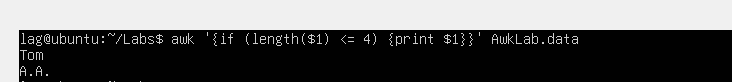 lag@ubuntu:~/Labs$ awk '{if (length($1) <= 4) {print $1}}' AwkLab.data
Tom
A.A.